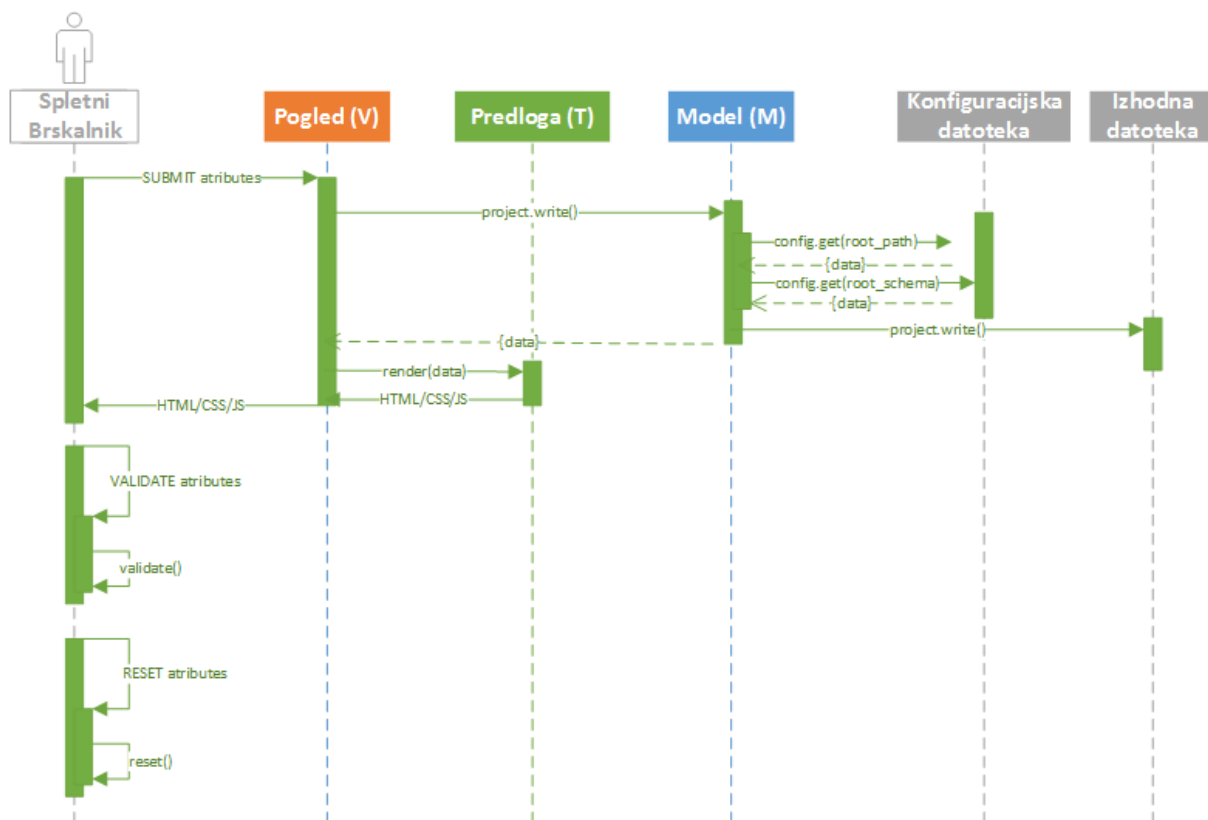 Spletni
Brskalnik
Pogled (V)
Predloga (T)
Model (M)
Konfiguracijska
datoteka
Izhodna
datoteka
SUBMIT atributes
project.write()
config.get(root_path)
{data}
config.get(root_schema)
{data}
project.write()
{data}
render(data)
HTML/CSS/JS
HTML/CSS/JS
VALIDATE atributes
validate()
RESET atributes
reset()